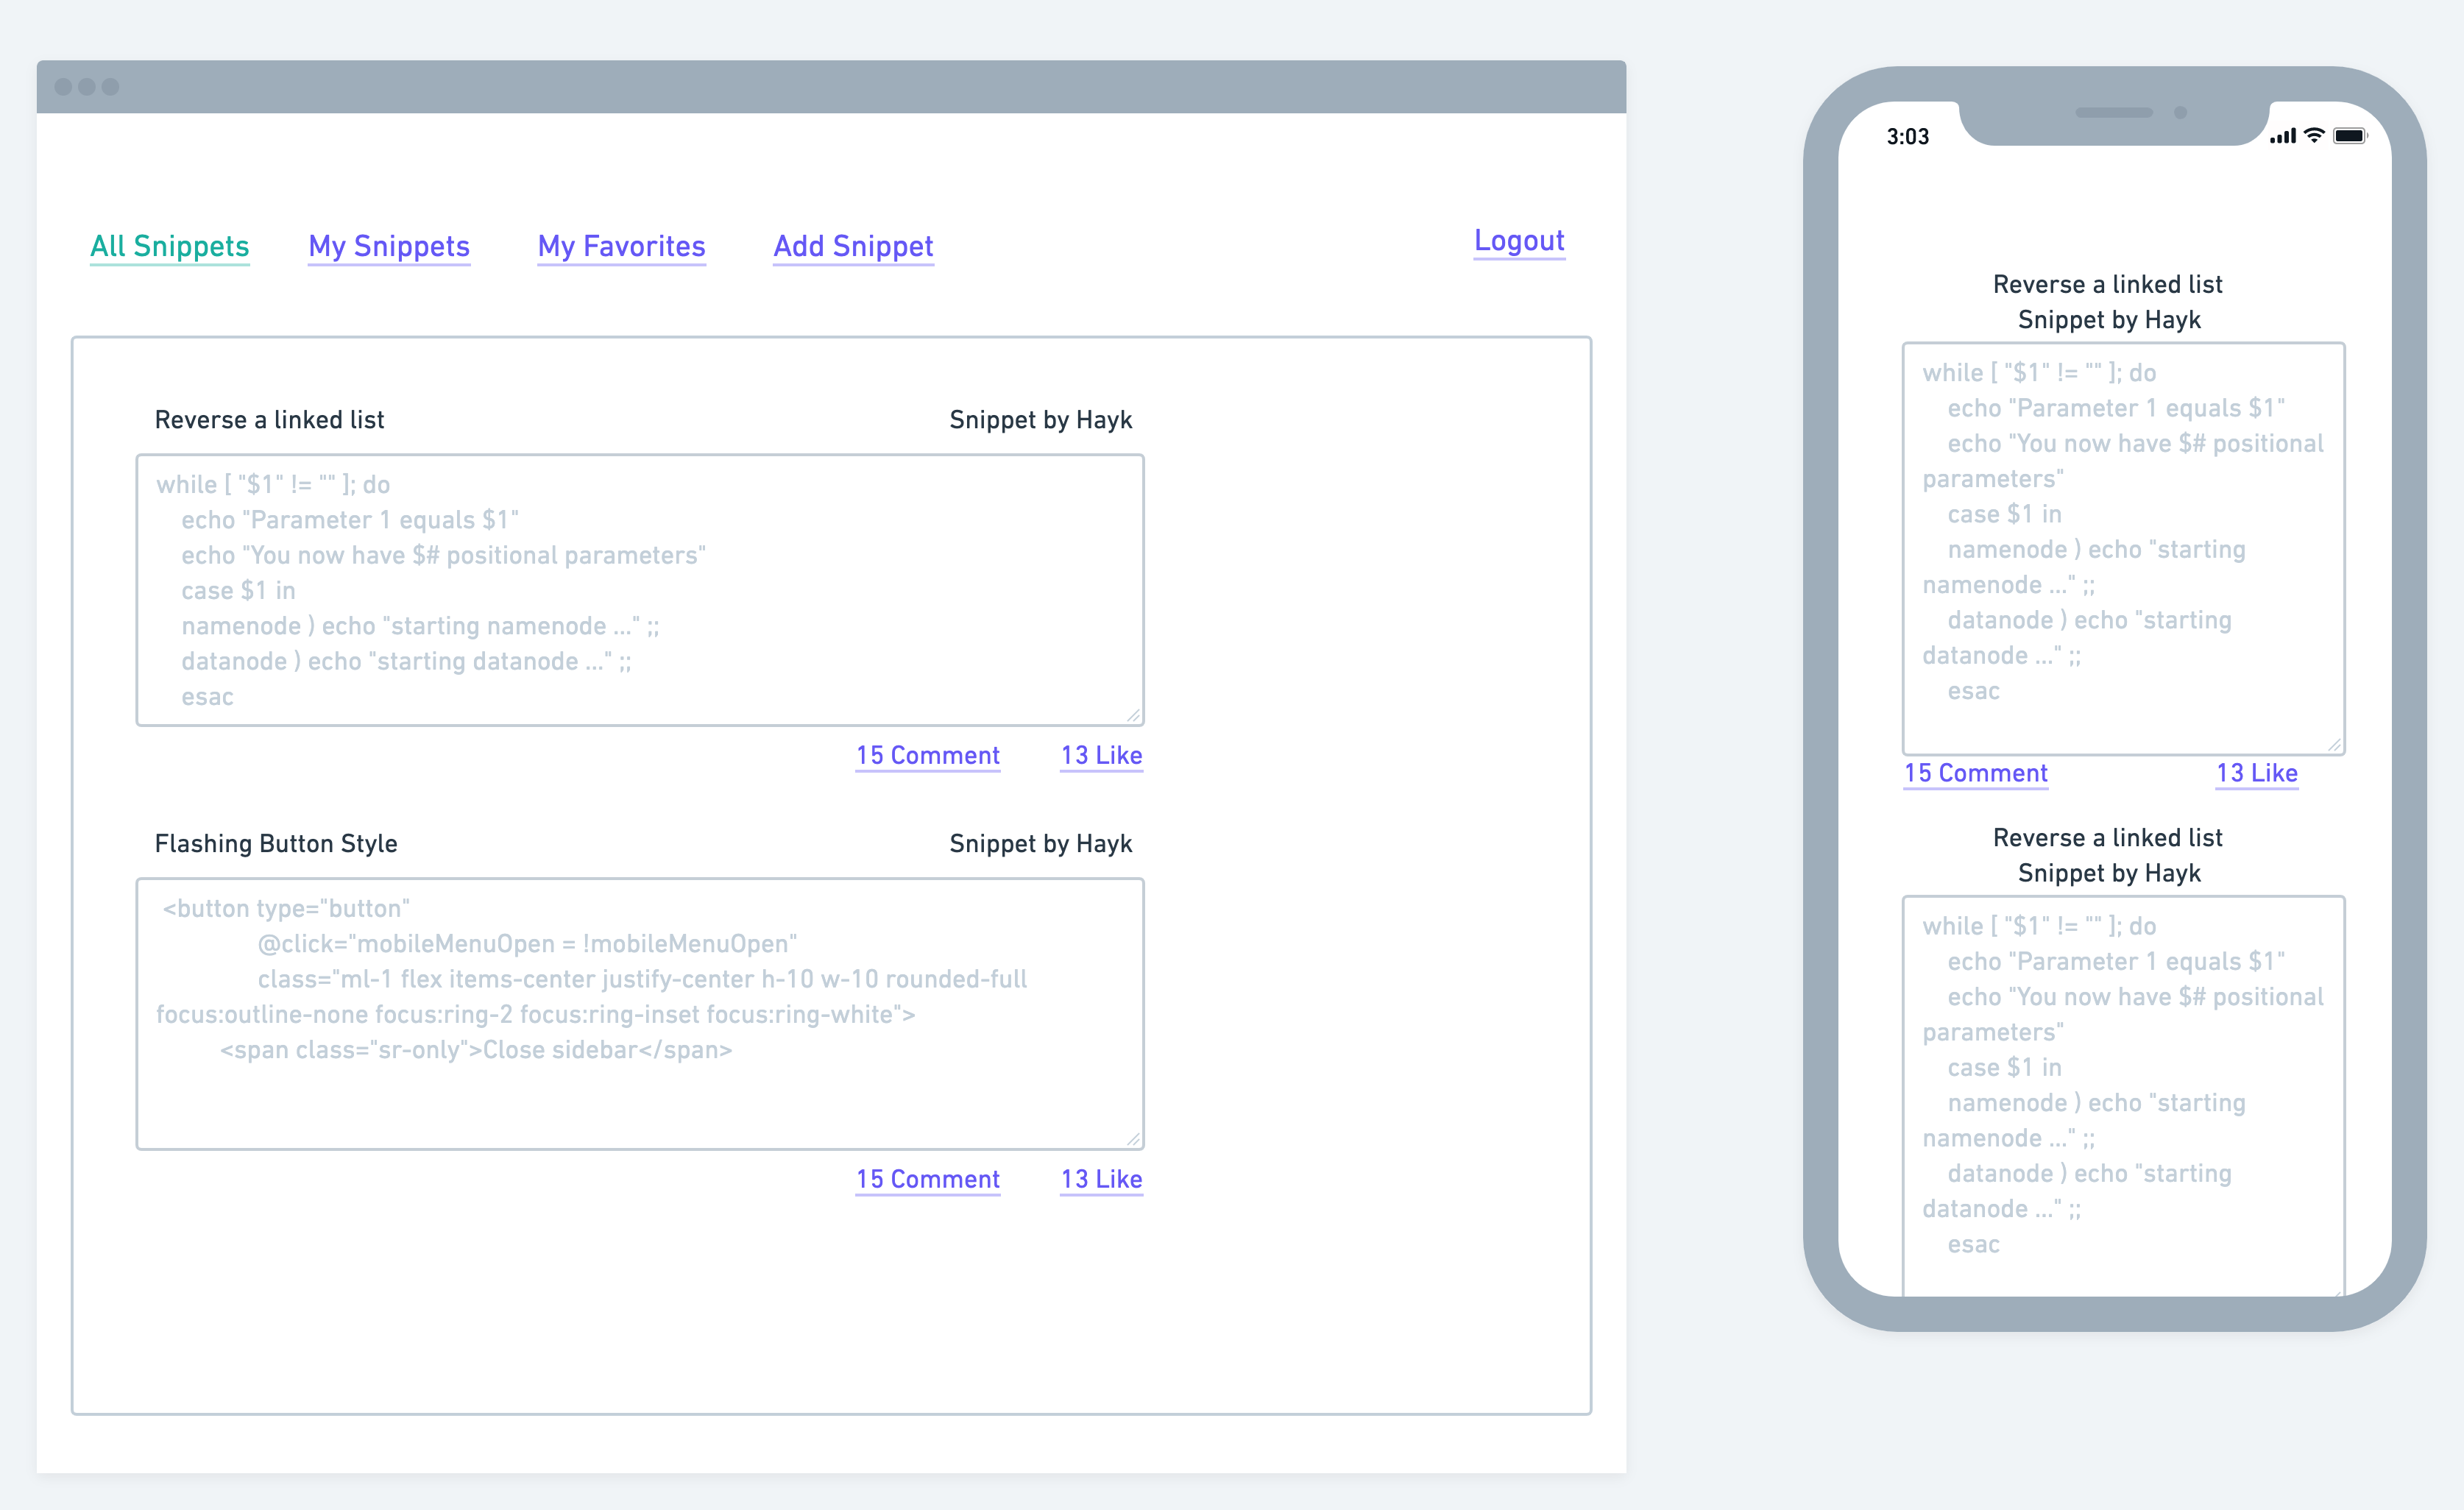 All Snippets My Snippets My Favorites Add Snippet Logout
Reverse a linked list Snippet by Hayk
while [ "$1" != "" ]; do
echo "Parameter 1 equals $1"
echo "You now have $# positional parameters"
case $1 in
namenode ) echo "starting namenode ..." ;;
datanode ) echo "starting datanode ..." ;;
esac
15 Comment 13 Like
Flashing Button Style Snippet by Hayk
<button type="button"
@click="mobileMenuOpen = !mobileMenuOpen"
class="ml-1 flex items-center justify-center h-10 w-10 rounded-full
focus:outline-none focus:ring-2 focus:ring-inset focus:ring-white">
<span class="sr-only">Close sidebar</span>
15 Comment 13 Like
3:03
Reverse a linked list
Snippet by Hayk
while [ "$1" != "" ]; do
echo "Parameter 1 equals $1"
echo "You now have $# positional
parameters"
case $1 in
namenode ) echo "starting
namenode ..." ;;
datanode ) echo "starting
datanode ..." ;;
esac
15 Comment 13 Like
Reverse a linked list
Snippet by Hayk
while [ "$1" != "" ]; do
echo "Parameter 1 equals $1"
echo "You now have $# positional
parameters"
case $1 in
namenode ) echo "starting
namenode ..." ;;
datanode ) echo "starting
datanode ..." ;;
esac